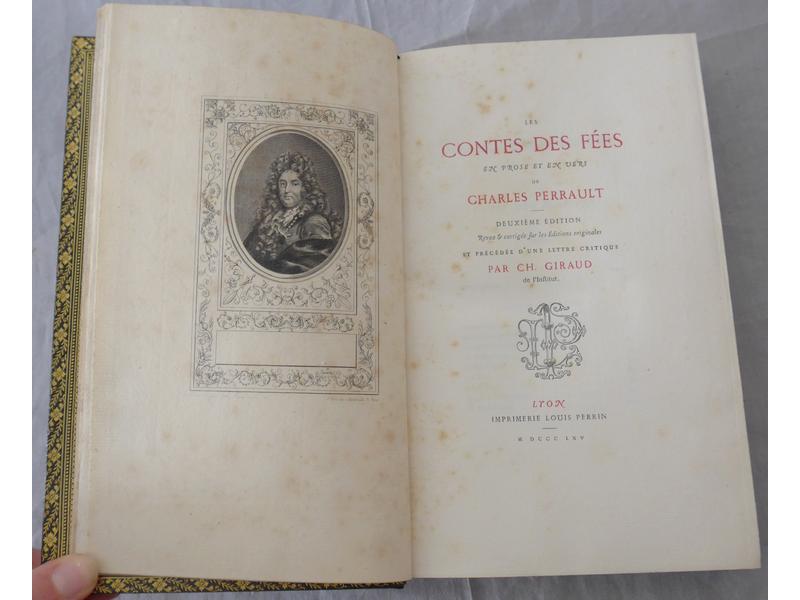 LES
CONTES DES FÉES
EN PROSE ET EN VERS
DE
CHARLES PERRAULT
DEUXIÈME ÉDITION
Revue & corrigée sur les Éditions originales
ET PRÉCÉDÉE D'UNE LETTRE CRITIQUE
PAR CH. GIRAUD
de l'Institut.
LYON
IMPRIMERIE LOUIS PERRIN
M DCCC LXV